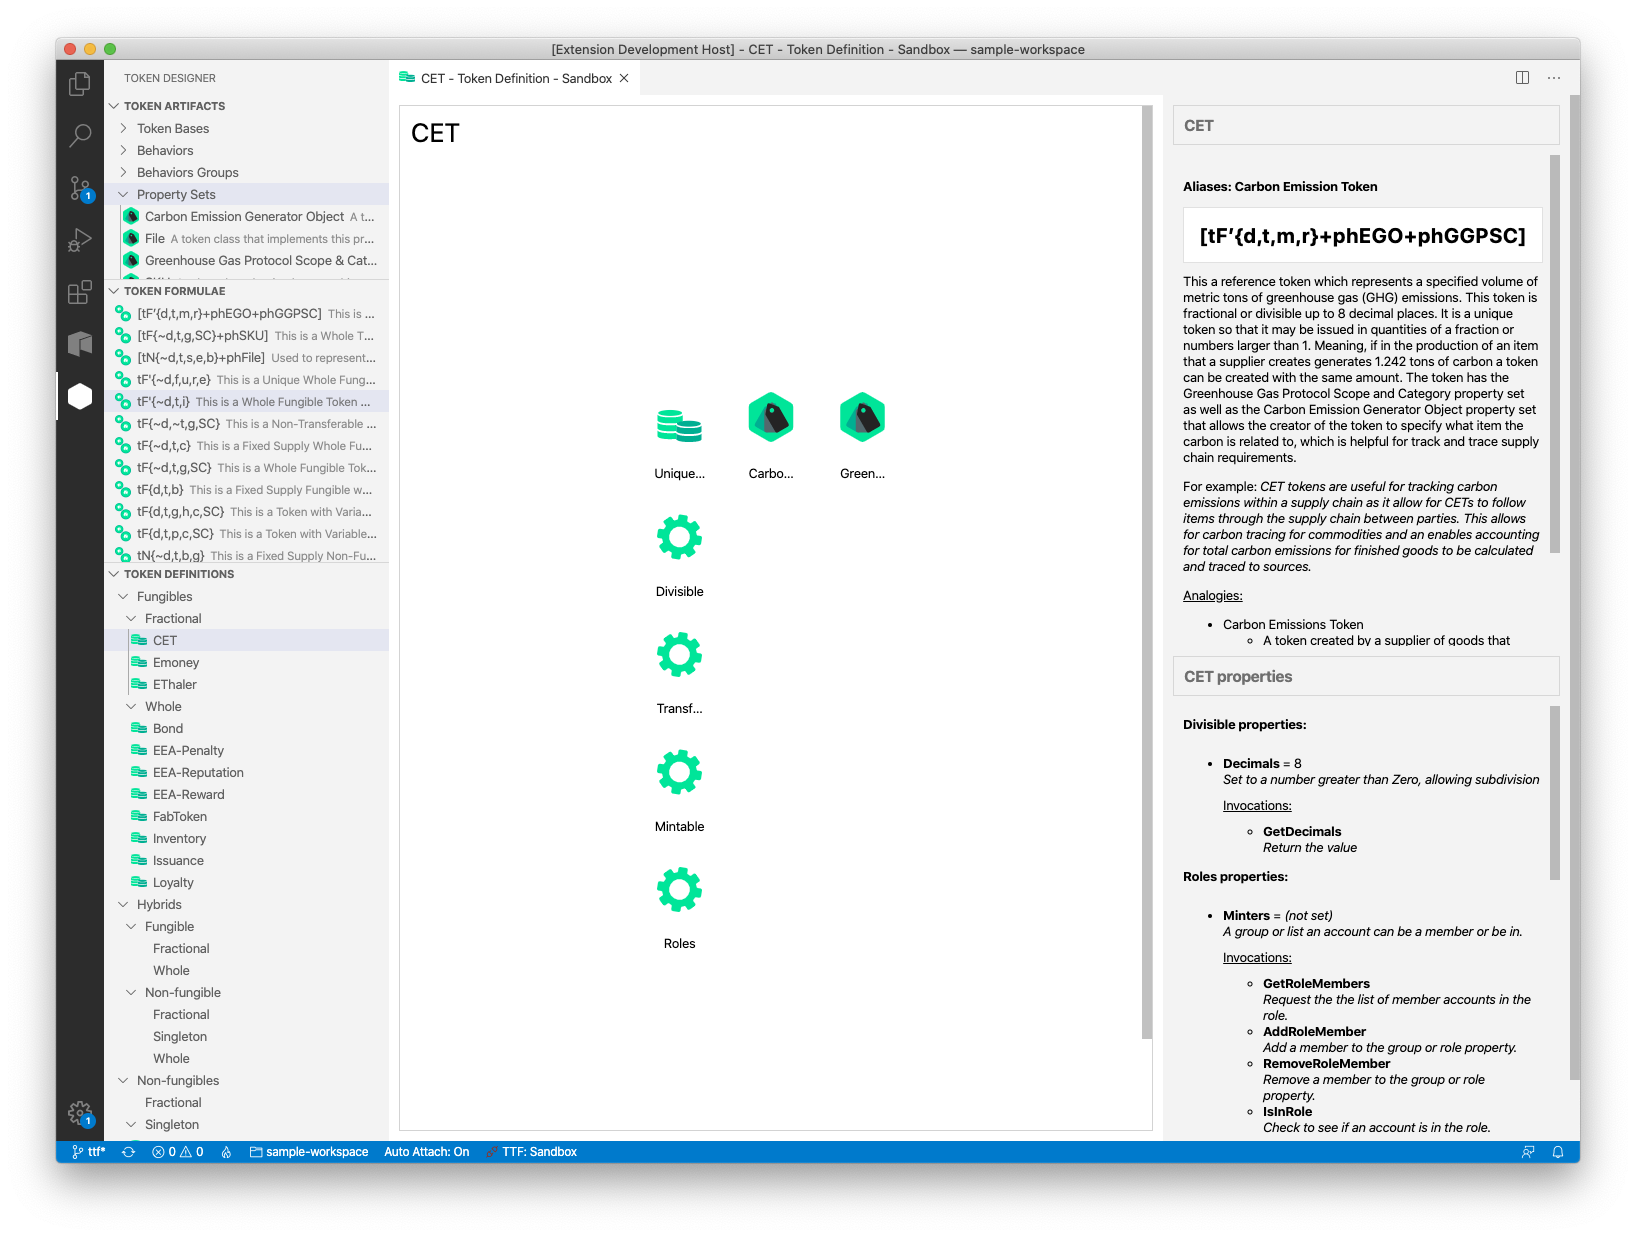 [Extension Development Host] - CET - Token Definition - Sandbox — sample-workspace
TOKEN DESIGNER
TOKEN ARTIFACTS
Token Bases
Behaviors
Behaviors Groups
Property Sets
Carbon Emission Generator Object A t...
File A token class that implements this pr...
Greenhouse Gas Protocol Scope & Cat...
TOKEN FORMULAE
[tF'{d,t,m,r}+phEGO+phGGPSC] This is ...
[tF{~d,t,g,SC}+phSKU] This is a Whole T...
[tN{~d,t,s,e,b}+phFile] Used to represent...
tF'{~d,f,u,r,e} This is a Unique Whole Fung...
tF'{~d,t,i} This is a Whole Fungible Token ...
tF{~d,~t,g,SC} This is a Non-Transferable ...
tF{~d,t,c} This is a Fixed Supply Whole Fu...
tF{~d,t,g,SC} This is a Whole Fungible Tok...
tF{d,t,b} This is a Fixed Supply Fungible w...
tF{d,t,g,h,c,SC} This is a Token with Varia...
tF{d,t,p,c,SC} This is a Token with Variable...
tN{~d,t,b,g} This is a Fixed Supply Non-Fu...
TOKEN DEFINITIONS
Fungibles
Fractional
CET
Emoney
EThaler
Whole
Bond
EEA-Penalty
EEA-Reputation
EEA-Reward
FabToken
Inventory
Issuance
Loyalty
Hybrids
Fungible
Fractional
Whole
Non-fungible
Fractional
Singleton
Whole
Non-fungibles
Fractional
Singleton
CET - Token Definition - Sandbox
CET
Unique...
Carbo...
Green...
Divisible
Transf...
Mintable
Roles
CET
Aliases: Carbon Emission Token
[tF'{d,t,m,r}+phEGO+phGGPSC]
This a reference token which represents a specified volume of
metric tons of greenhouse gas (GHG) emissions. This token is
fractional or divisible up to 8 decimal places. It is a unique
token so that it may be issued in quantities of a fraction or
numbers larger than 1. Meaning, if in the production of an item
that a supplier creates generates 1.242 tons of carbon a token
can be created with the same amount. The token has the
Greenhouse Gas Protocol Scope and Category property set
as well as the Carbon Emission Generator Object property set
that allows the creator of the token to specify what item the
carbon is related to, which is helpful for track and trace supply
chain requirements.
For example: CET tokens are useful for tracking carbon
emissions within a supply chain as it allow for CETs to follow
items through the supply chain between parties. This allows
for carbon tracing for commodities and an enables accounting
for total carbon emissions for finished goods to be calculated
and traced to sources.
Analogies:
• Carbon Emissions Token
◦ A token created by a supplier of goods that
CET properties
Divisible properties:
• Decimals = 8
Set to a number greater than Zero, allowing subdivision
Invocations:
◦ GetDecimals
Return the value
Roles properties:
• Minters = (not set)
A group or list an account can be a member or be in.
Invocations:
◦ GetRoleMembers
Request the the list of member accounts in the
role.
◦ AddRoleMember
Add a member to the group or role property.
◦ RemoveRoleMember
Remove a member to the group or role
property.
◦ IsInRole
Check to see if an account is in the role.
1
1
ttf*
0
0
sample-workspace
Auto Attach: On
TTF: Sandbox